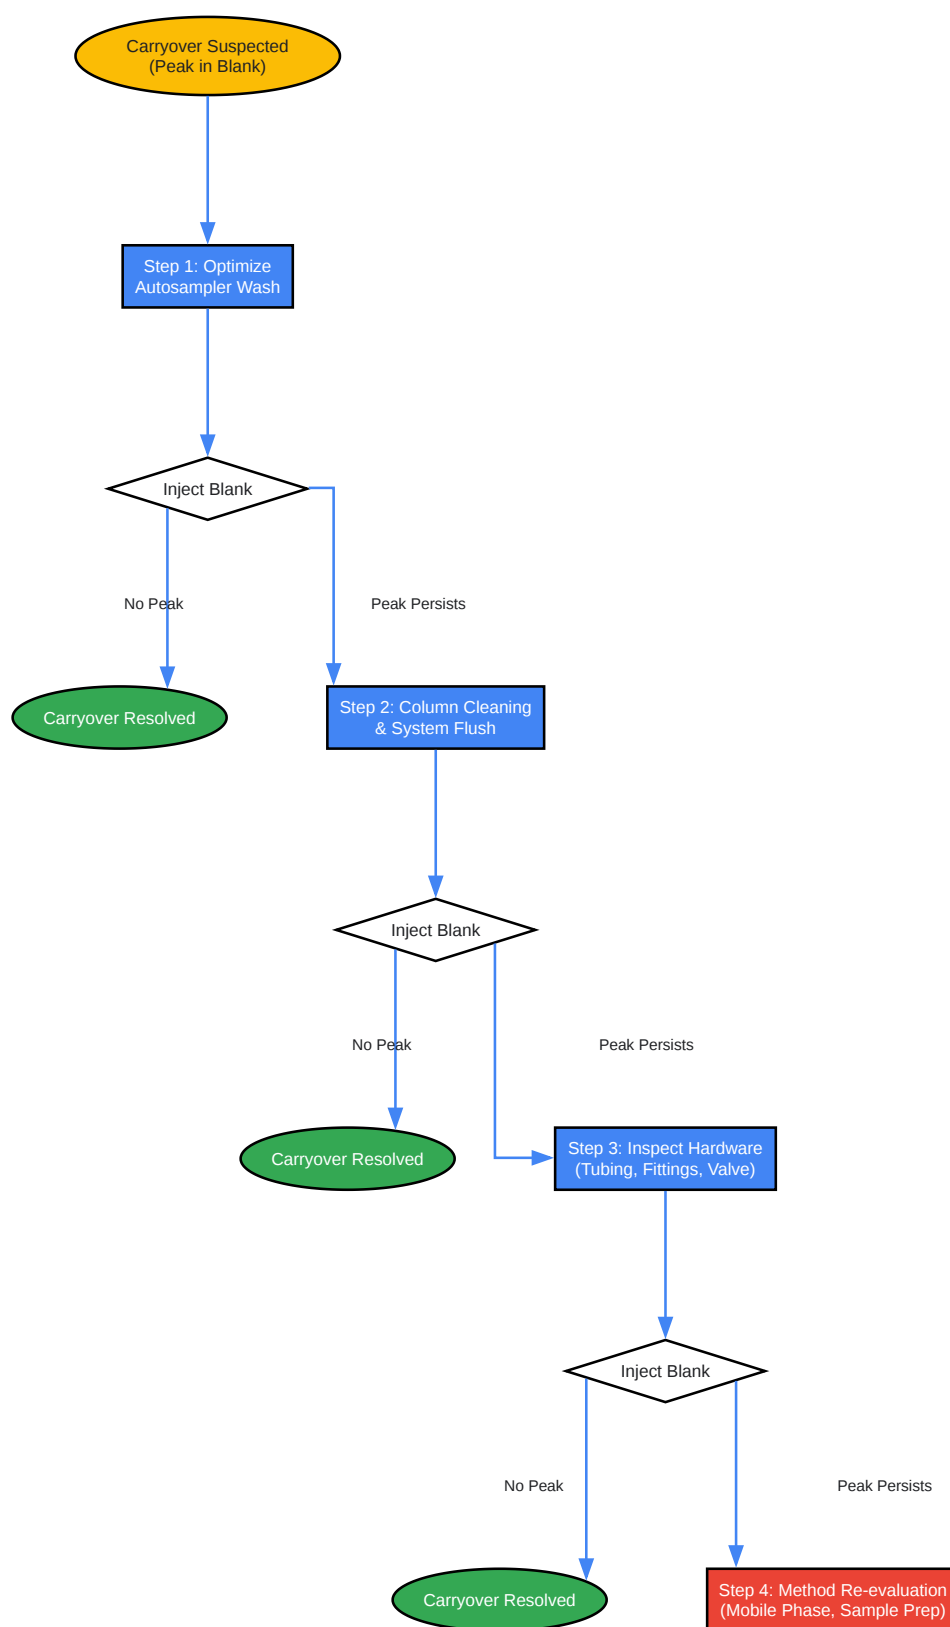 Carryover Suspected
(Peak in Blank)
Step 1: Optimize
Autosampler Wash
Inject Blank
No Peak
Peak Persists
Carryover Resolved
Step 2: Column Cleaning
& System Flush
Inject Blank
No Peak
Peak Persists
Carryover Resolved
Step 3: Inspect Hardware
(Tubing, Fittings, Valve)
Inject Blank
No Peak
Peak Persists
Carryover Resolved
Step 4: Method Re-evaluation
(Mobile Phase, Sample Prep)